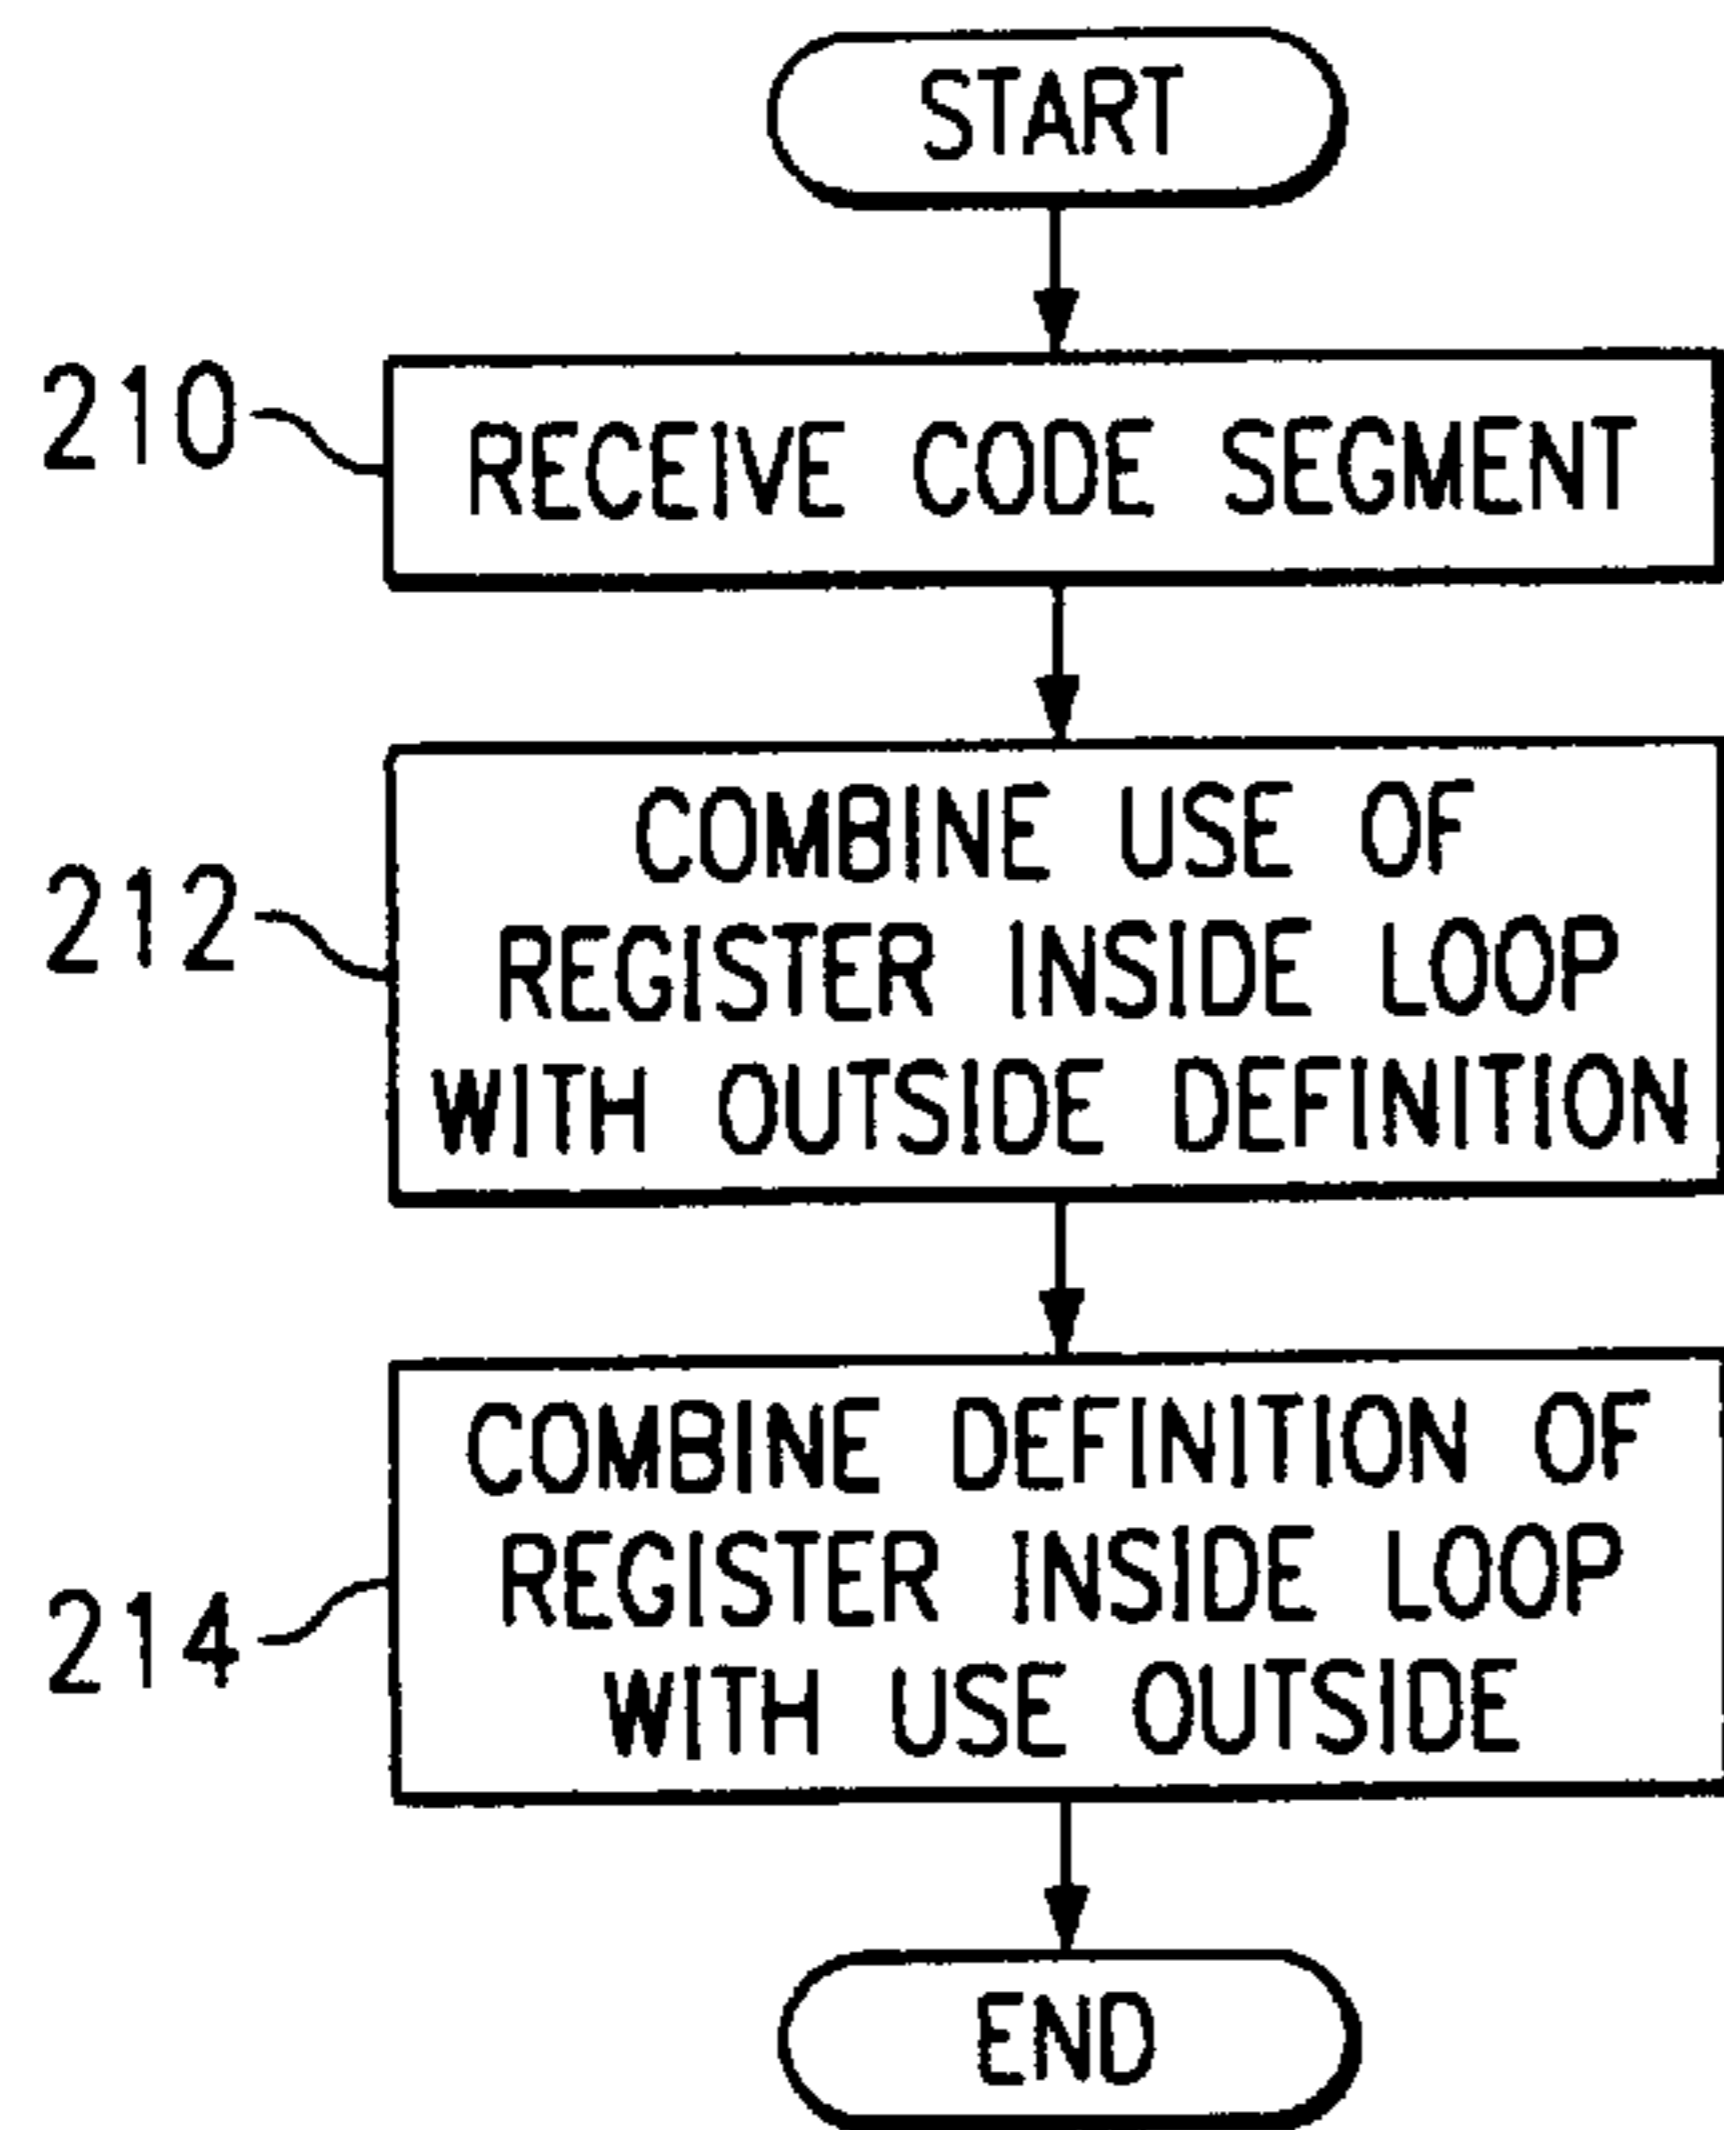 START
210
RECEIVE CODE SEGMENT
212
COMBINE USE OF
REGISTER INSIDE LOOP
WITH OUTSIDE DEFINITION
214
COMBINE DEFINITION OF
REGISTER INSIDE LOOP
WITH USE OUTSIDE
END